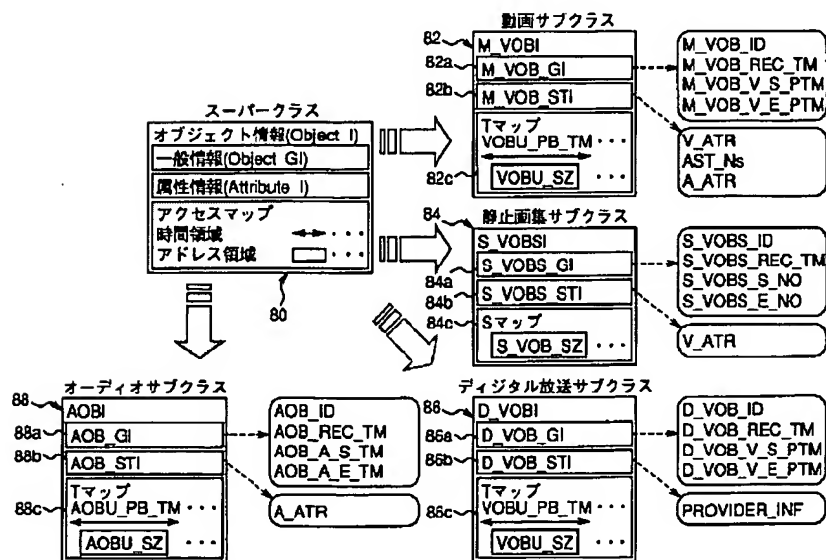 スーパークラス
オブジェクト情報(Object I)
一般情報(Object GI)
属性情報(Attribute I)
アクセスマップ
時間領域 ・・・
アドレス領域 ・・・
80
動画サブクラス
82
M_VOBI
82a
M_VOB_GI
82b
M_VOB_STI
Tマップ
VOBU_PB_TM ・・・
82c
VOBU_SZ ・・・
M_VOB_ID
M_VOB_REC_TM
M_VOB_V_S_PTM
M_VOB_V_E_PTM
V_ATR
AST_Ns
A_ATR
静止画集サブクラス
84
S_VOBSI
84a
S_VOBS_GI
84b
S_VOBS_STI
84c
Sマップ
S_VOB_SZ ・・・
S_VOBS_ID
S_VOBS_REC_TM
S_VOBS_S_NO
S_VOBS_E_NO
V_ATR
オーディオサブクラス
88
AOBI
88a
AOB_GI
88b
AOB_STI
Tマップ
88c
AOBU_PB_TM ・・・
AOBU_SZ ・・・
AOB_ID
AOB_REC_TM
AOB_A_S_TM
AOB_A_E_TM
A_ATR
ディジタル放送サブクラス
86
D_VOBI
86a
D_VOB_GI
86b
D_VOB_STI
Tマップ
86c
VOBU_PB_TM ・・・
VOBU_SZ ・・・
D_VOB_ID
D_VOB_REC_TM
D_VOB_V_S_PTM
D_VOB_V_E_PTM
PROVIDER_INF